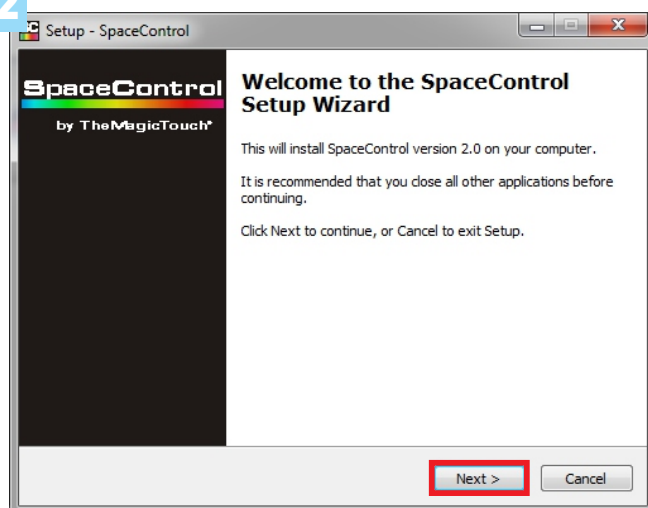 2
Setup - SpaceControl
SpaceControl
by TheMagicTouch®
Welcome to the SpaceControl
Setup Wizard
This will install SpaceControl version 2.0 on your computer.
It is recommended that you close all other applications before
continuing.
Click Next to continue, or Cancel to exit Setup.
Next >
Cancel